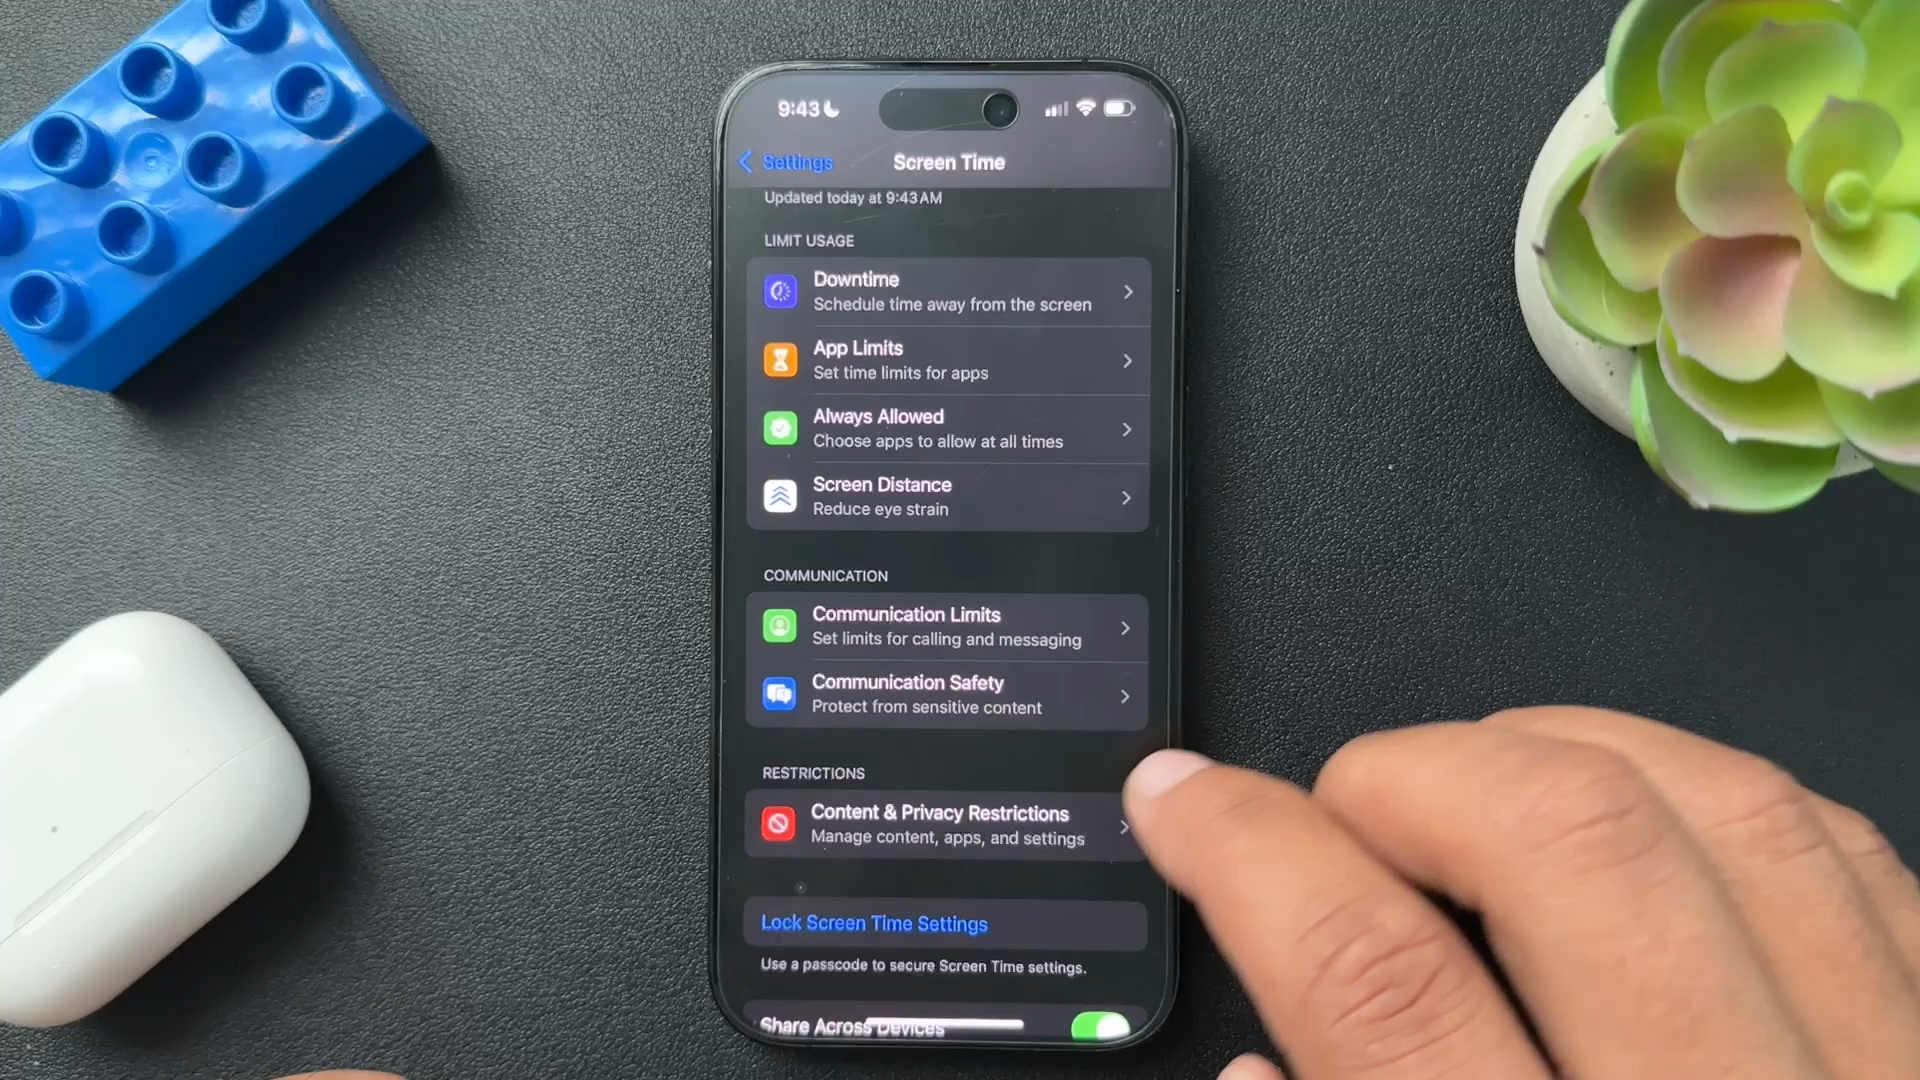 9:43
Settings
Screen Time
Updated today at 9:43 AM
LIMIT USAGE
Downtime
Schedule time away from the screen
App Limits
Set time limits for apps
Always Allowed
Choose apps to allow at all times
Screen Distance
Reduce eye strain
COMMUNICATION
Communication Limits
Set limits for calling and messaging
Communication Safety
Protect from sensitive content
RESTRICTIONS
Content & Privacy Restrictions
Manage content, apps, and settings
Lock Screen Time Settings
Use a passcode to secure Screen Time settings.
Share Across Devices